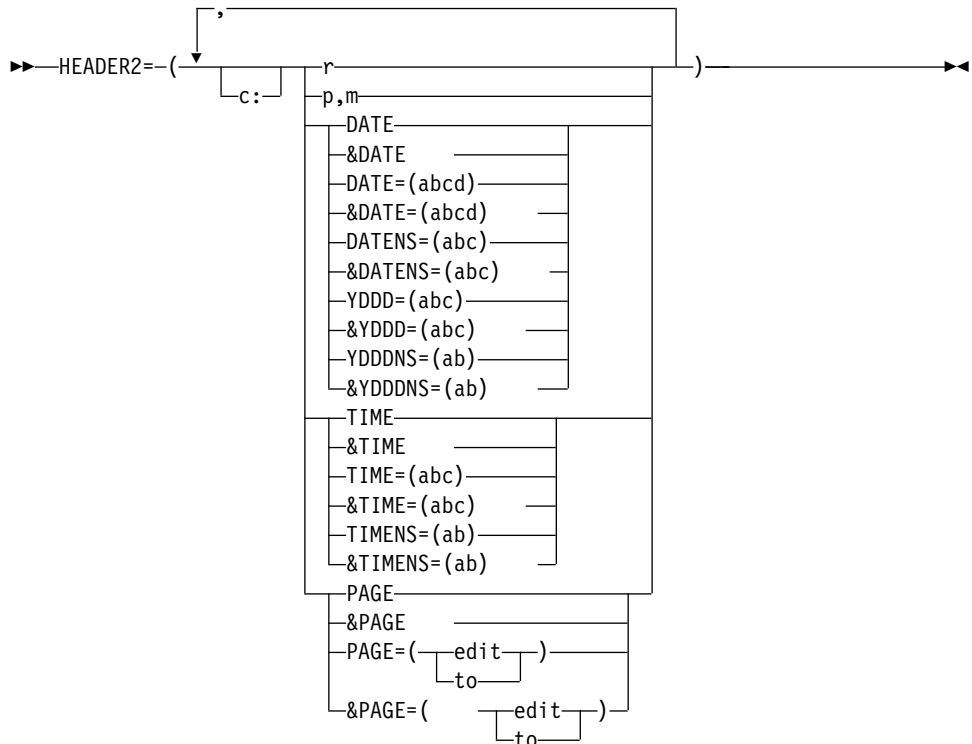 ,
HEADER2=(r)
c: p,m
DATE
&DATE
DATE=(abcd)
&DATE=(abcd)
DATENS=(abc)
&DATENS=(abc)
YDDD=(abc)
&YDDD=(abc)
YDDDNS=(ab)
&YDDDNS=(ab)
TIME
&TIME
TIME=(abc)
&TIME=(abc)
TIMENS=(ab)
&TIMENS=(ab)
PAGE
&PAGE
PAGE=(edit)
to
&PAGE=(edit)
to